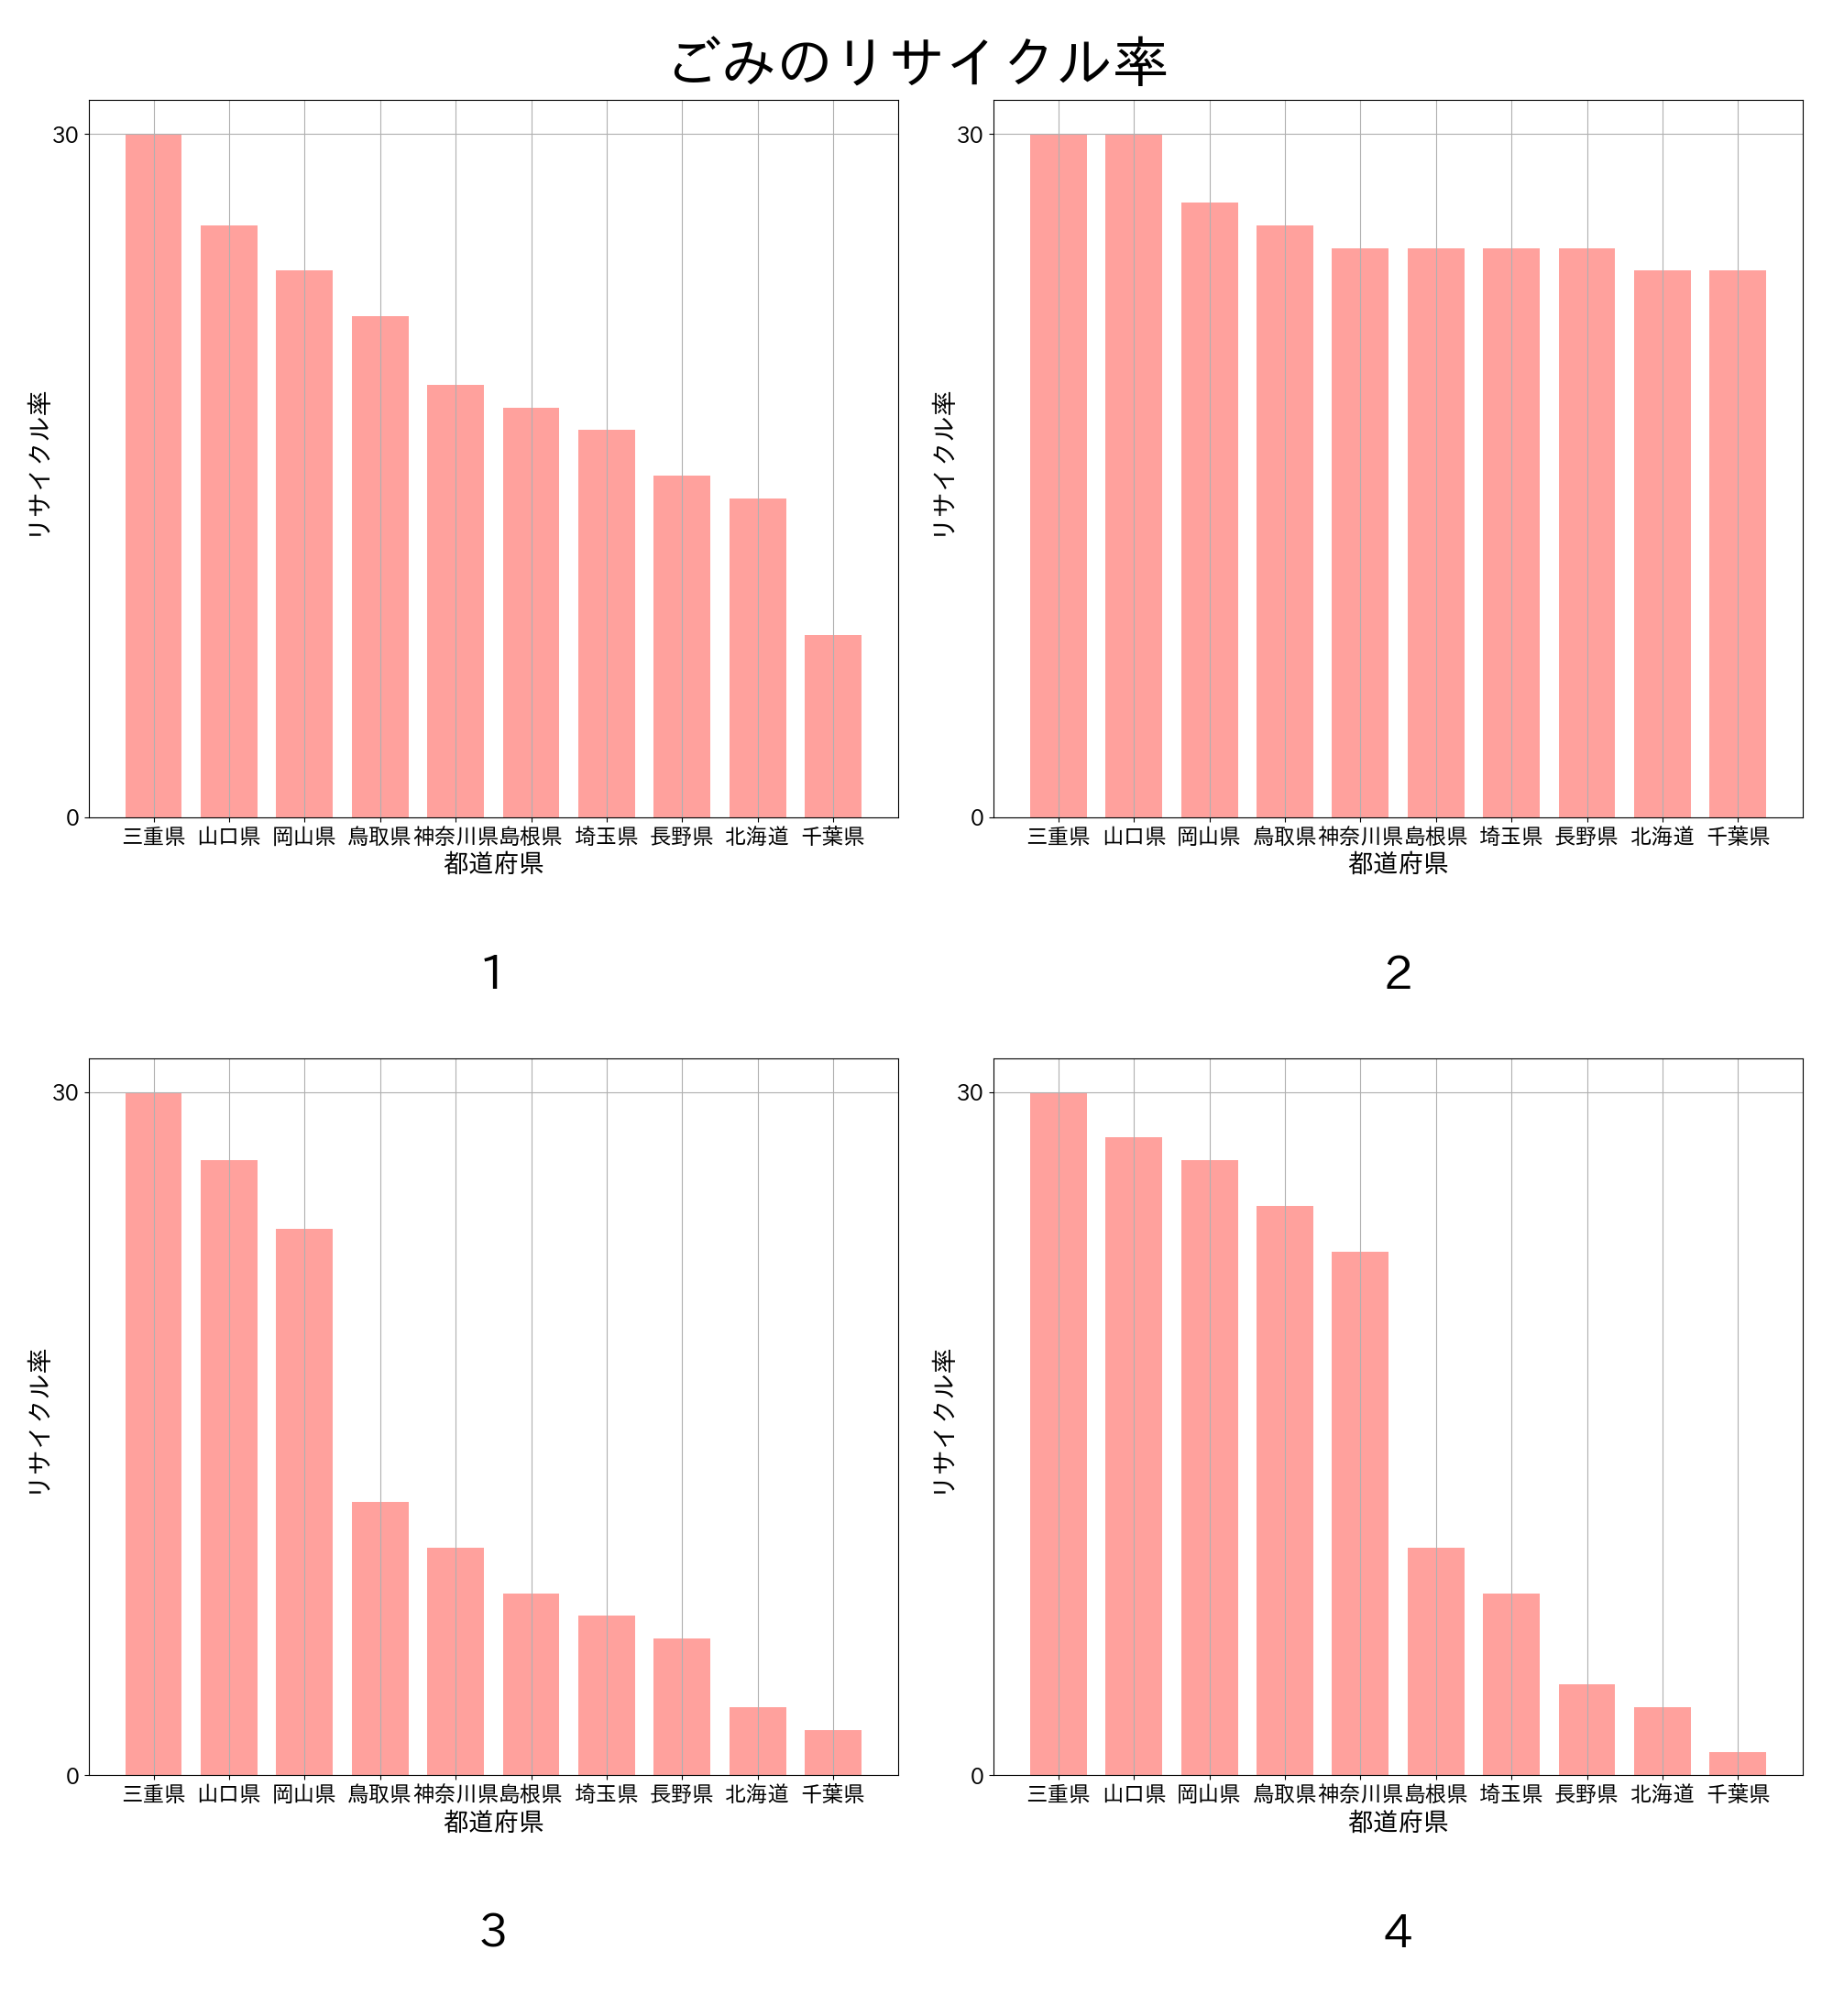 ごみのリサイクル率
30
0
リサイクル率
三重県 山口県 岡山県 鳥取県 神奈川県 島根県 埼玉県 長野県 北海道 千葉県
都道府県
1
30
0
リサイクル率
三重県 山口県 岡山県 鳥取県 神奈川県 島根県 埼玉県 長野県 北海道 千葉県
都道府県
2
30
0
リサイクル率
三重県 山口県 岡山県 鳥取県 神奈川県 島根県 埼玉県 長野県 北海道 千葉県
都道府県
3
30
0
リサイクル率
三重県 山口県 岡山県 鳥取県 神奈川県 島根県 埼玉県 長野県 北海道 千葉県
都道府県
4